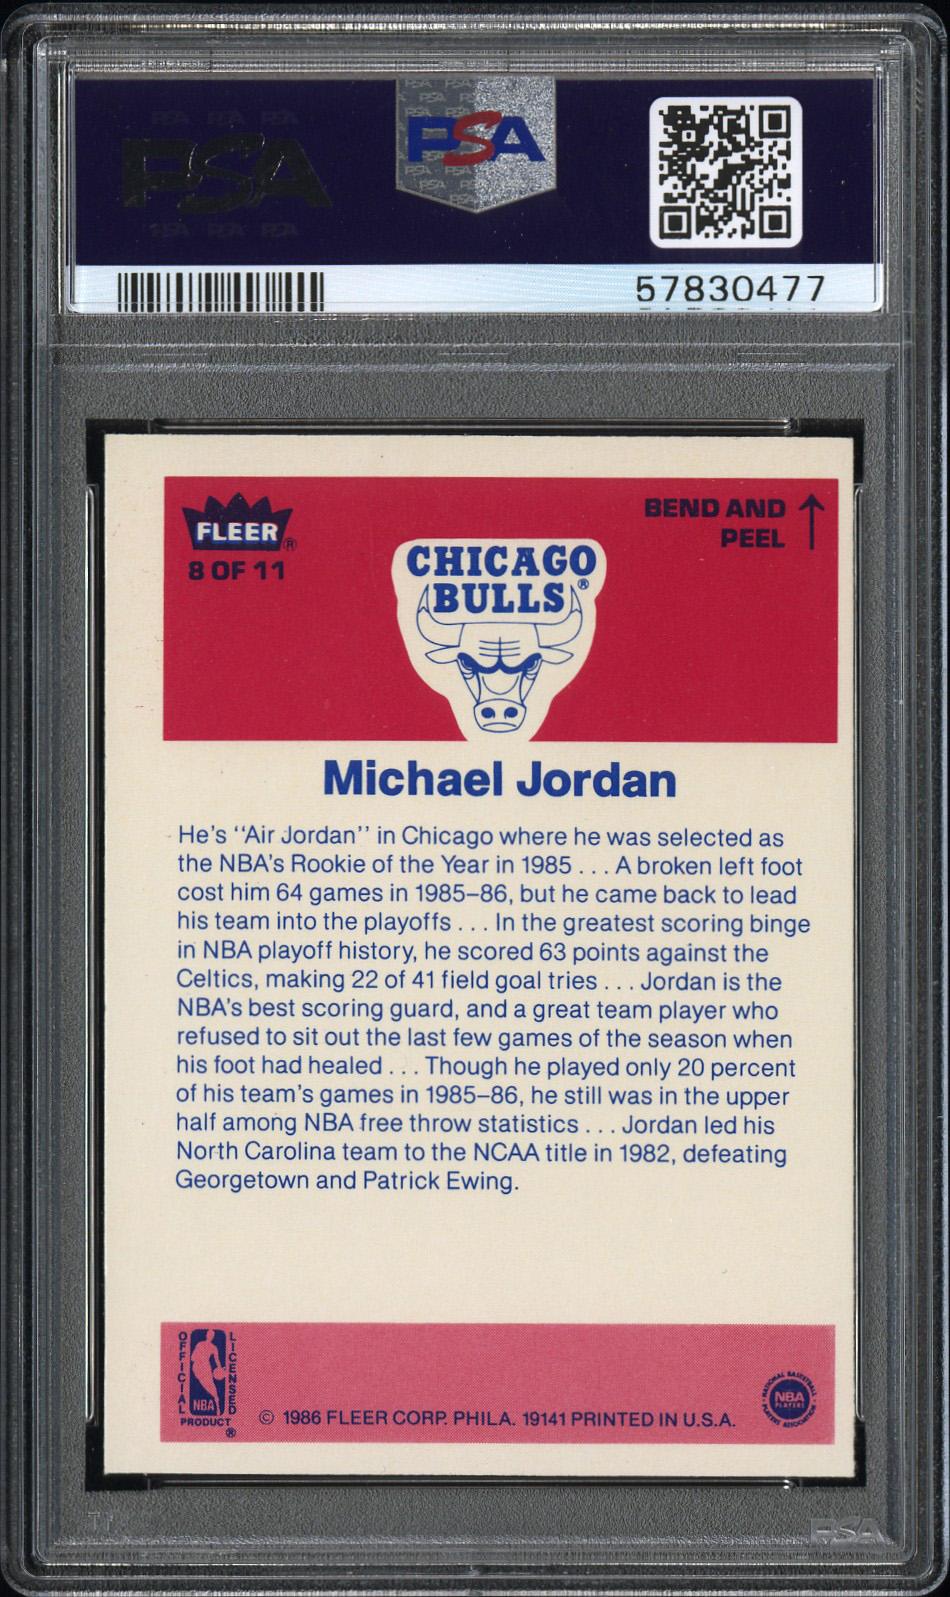 PSA
PSA
57830477
FLEER®
8 OF 11
BEND AND
PEEL
CHICAGO
BULLS®
Michael Jordan
He's "Air Jordan" in Chicago where he was selected as
the NBA's Rookie of the Year in 1985 . . . A broken left foot
cost him 64 games in 1985–86, but he came back to lead
his team into the playoffs . . . In the greatest scoring binge
in NBA playoff history, he scored 63 points against the
Celtics, making 22 of 41 field goal tries . . . Jordan is the
NBA's best scoring guard, and a great team player who
refused to sit out the last few games of the season when
his foot had healed . . . Though he played only 20 percent
of his team's games in 1985–86, he still was in the upper
half among NBA free throw statistics . . . Jordan led his
North Carolina team to the NCAA title in 1982, defeating
Georgetown and Patrick Ewing.
OFFICIAL
LICENSED
NBA
PRODUCT ®
© 1986 FLEER CORP. PHILA. 19141 PRINTED IN U.S.A.
NATIONAL BASKETBALL
NBA
PLAYERS
PLAYERS ASSOCIATION
PSA